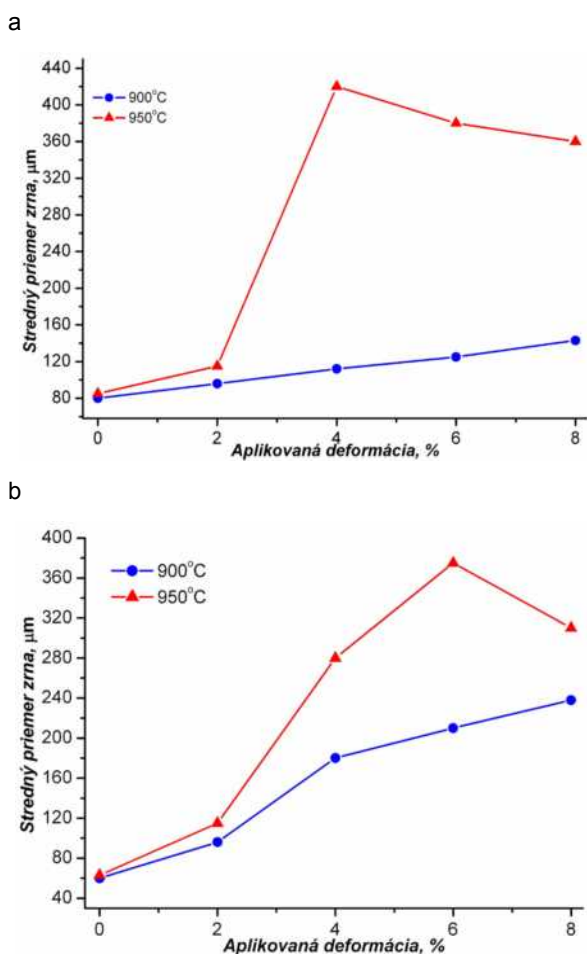 a
440
400
360
320
280
240
200
160
120
80
900°C
950°C
Stredný priemer zrna, µm
0 2 4 6 8
Aplikovaná deformácia, %
b
400
360
320
280
240
200
160
120
80
40
900°C
950°C
Stredný priemer zrna, µm
0 2 4 6 8
Aplikovaná deformácia, %